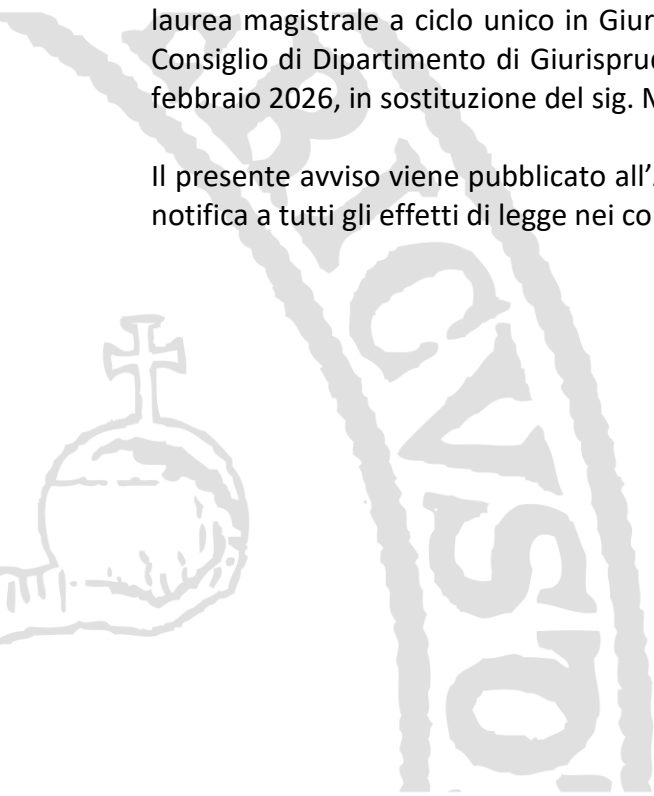 laurea magistrale a ciclo unico in Giur
Consiglio di Dipartimento di Giurispru
febbraio 2026, in sostituzione del sig.
Il presente avviso viene pubblicato all’
notifica a tutti gli effetti di legge nei co